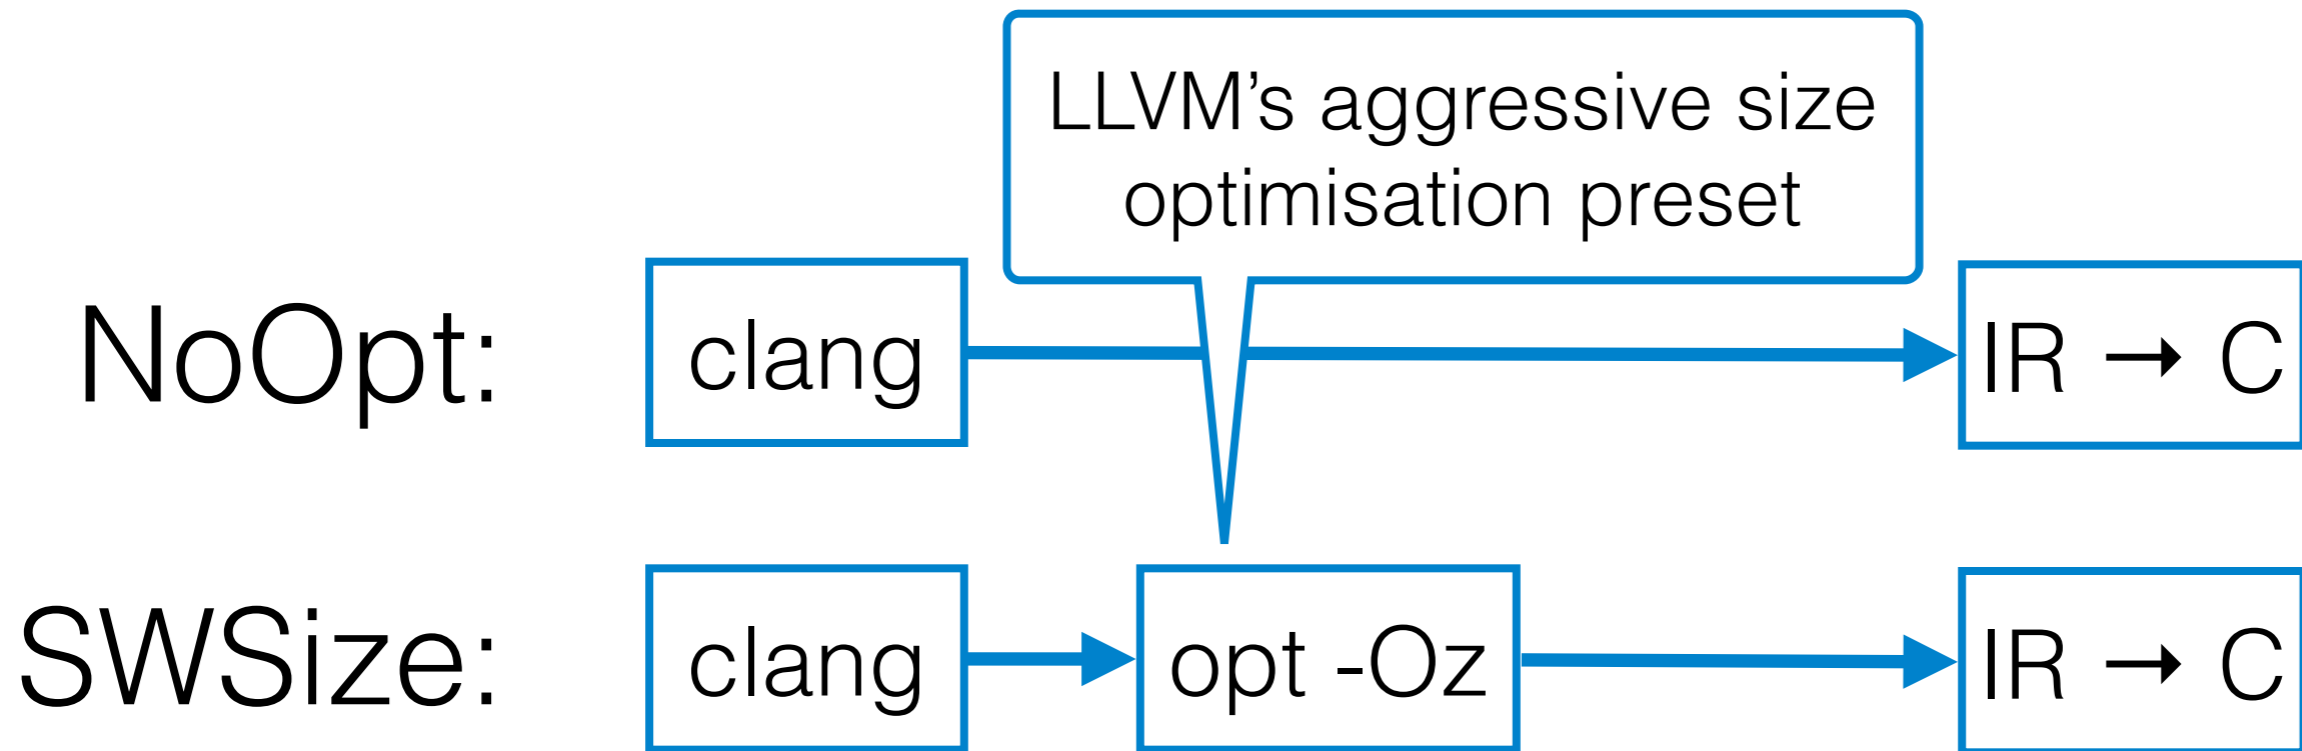 LLVM’s aggressive size
optimisation preset
NoOpt: clang IR → C
SWSize: clang opt -Oz IR → C